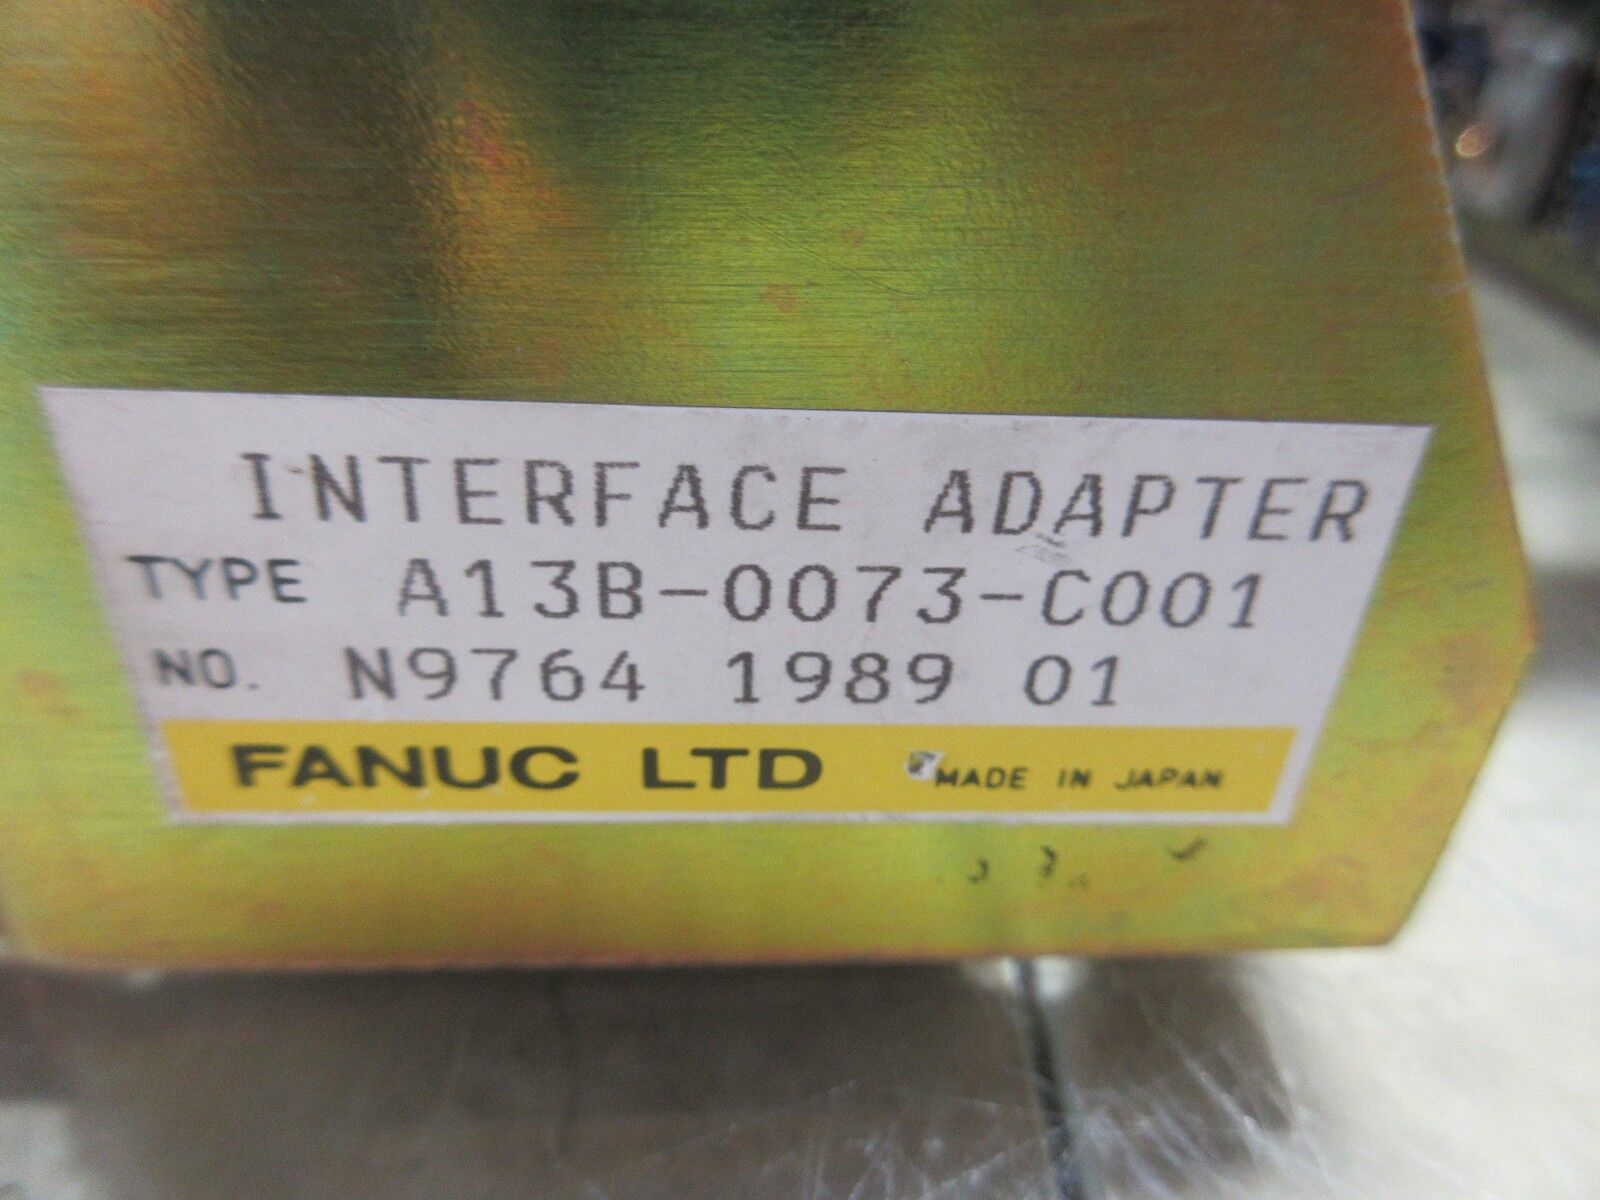 INTERFACE ADAPTER
TYPE A13B-0073-C001
NO. N9764 1989 01
FANUC LTD MADE IN JAPAN